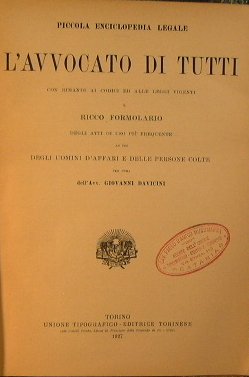 PICCOLA ENCICLOPEDIA LEGALE
L'AVVOCATO DI TUTTI
CON RIMANDI AI CODICI ED ALLE LEGGI VIGENTI
E
RICCO FORMOLARIO
DEGLI ATTI DI USO PIÙ FREQUENTE
AD USO
DEGLI UOMINI D'AFFARI E DELLE PERSONE COLTE
PER CURA
dell'Avv. GIOVANNI DAVICINI
TORINO
UNIONE TIPOGRAFICO-EDITRICE TORINESE
1927